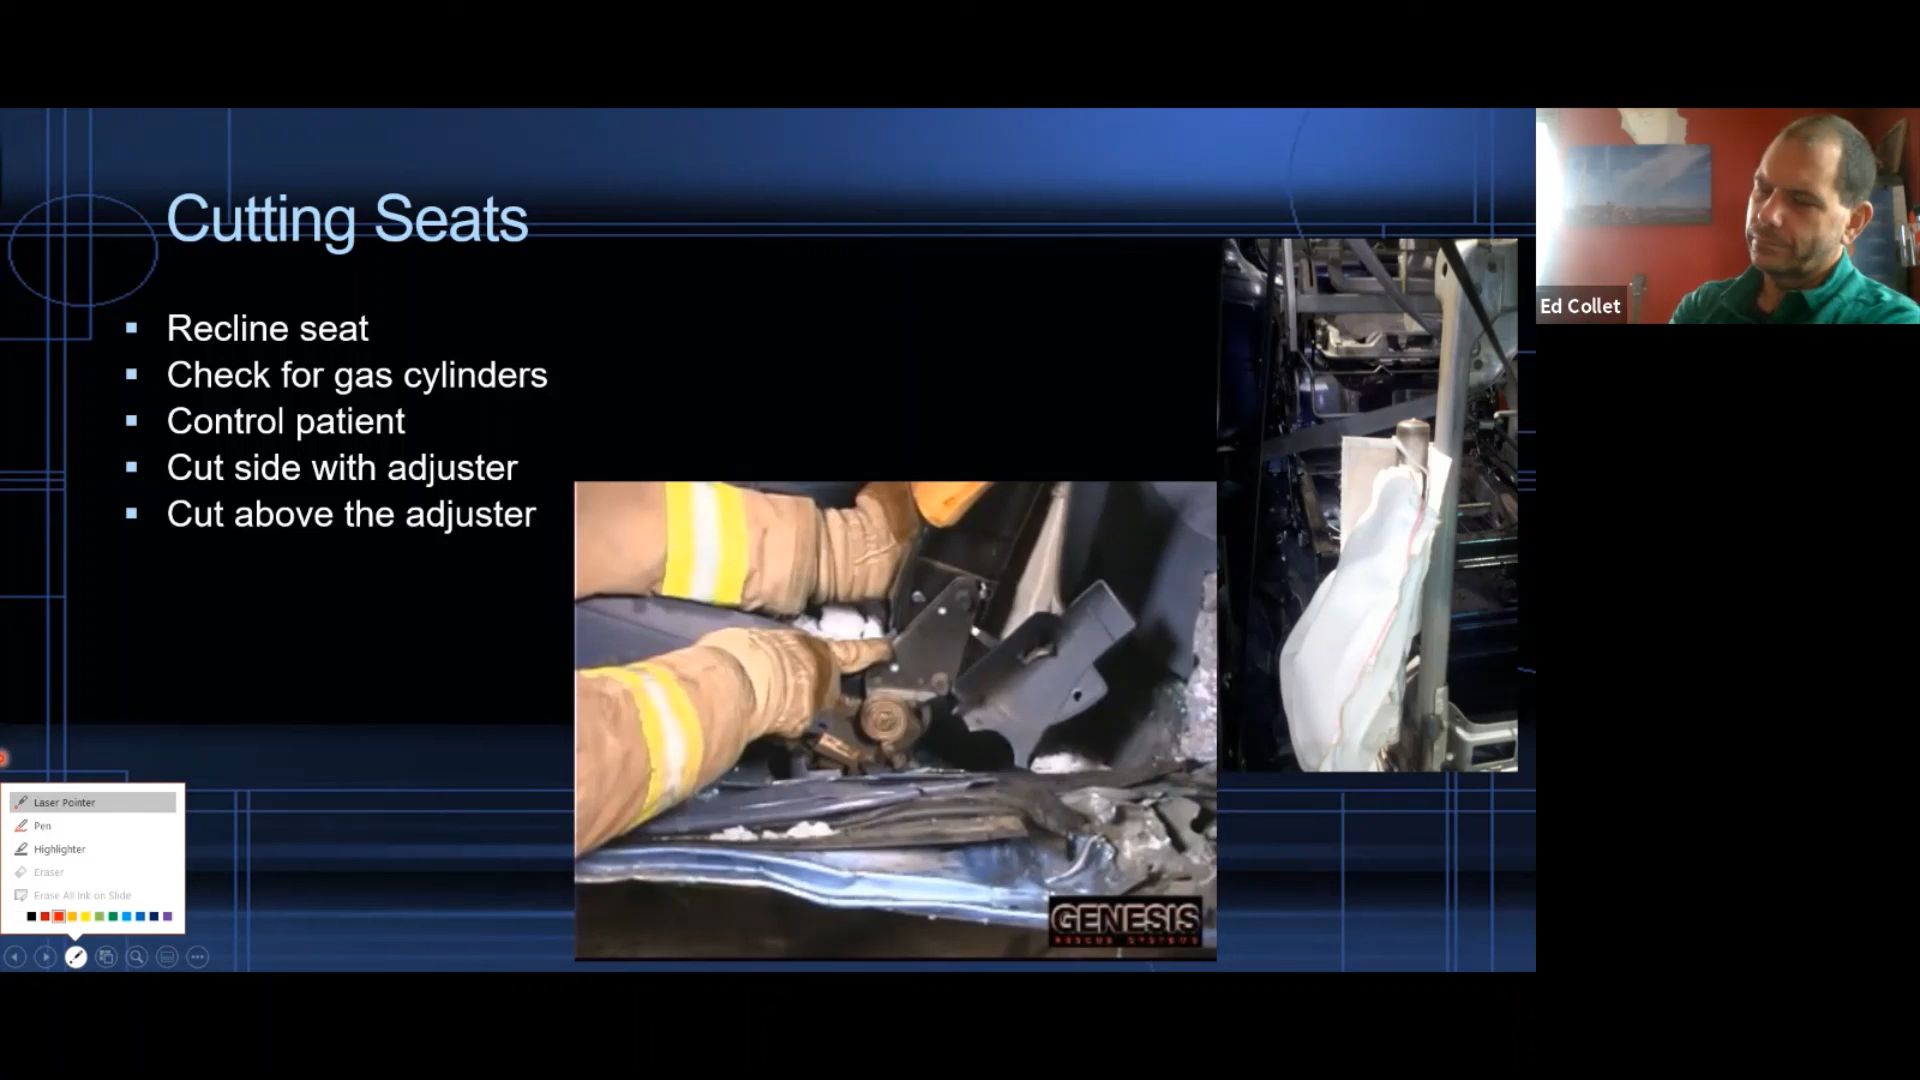 Cutting Seats
Recline seat
Check for gas cylinders
Control patient
Cut side with adjuster
Cut above the adjuster
Ed Collet
GENESIS
RESCUE SYSTEMS
Laser Pointer
Pen
Highlighter
Eraser
Erase All Ink on Slide